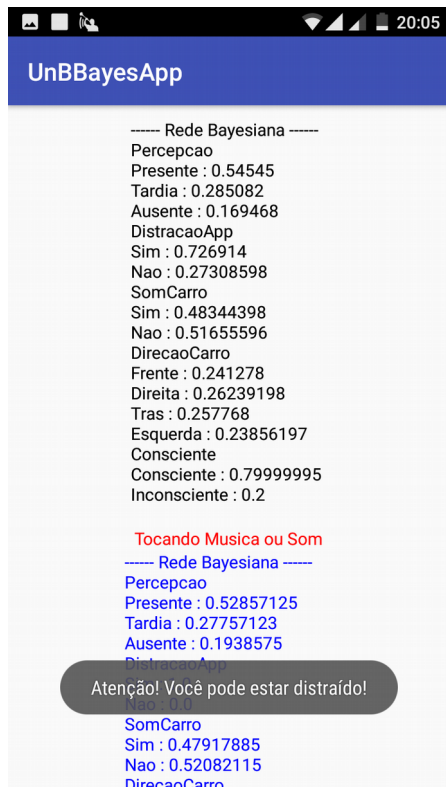 20:05
UnBBayesApp
------ Rede Bayesiana ------
Percepcao
Presente : 0.54545
Tardia : 0.285082
Ausente : 0.169468
DistracaoApp
Sim : 0.726914
Nao : 0.27308598
SomCarro
Sim : 0.48344398
Nao : 0.51655596
DirecaoCarro
Frente : 0.241278
Direita : 0.26239198
Tras : 0.257768
Esquerda : 0.23856197
Consciente
Consciente : 0.79999995
Inconsciente : 0.2
Tocando Musica ou Som
------ Rede Bayesiana ------
Percepcao
Presente : 0.52857125
Tardia : 0.27757123
Ausente : 0.1938575
DistracaoApp
Atenção! Você pode estar distraído!
Nao : 0.0
SomCarro
Sim : 0.47917885
Nao : 0.52082115
DirecaoCarro